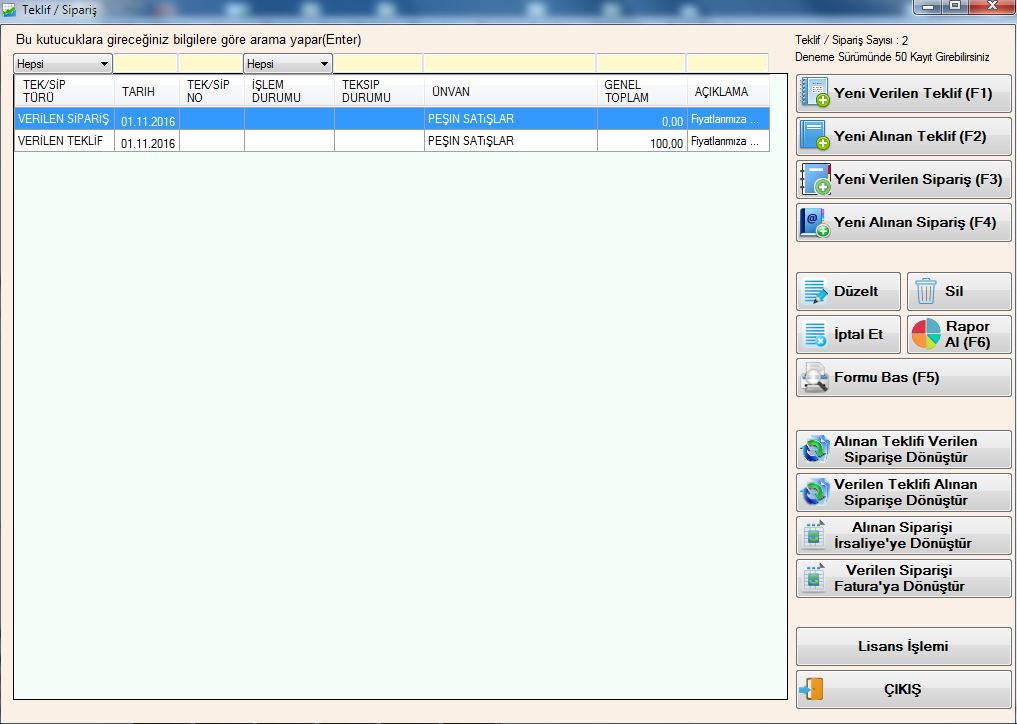 Teklif / Sipariş
Bu kutucuklara gireceğiniz bilgilere göre arama yapar(Enter)
Hepsi
Hepsi
TEK/SİP TÜRÜ TARIH TEK/SİP NO İŞLEM DURUMU TEKSIP DURUMU ÜNVAN GENEL TOPLAM AÇIKLAMA
VERİLEN SİPARİŞ 01.11.2016 PEŞIN SATıŞLAR 0,00 Fiyatlarımıza ...
VERİLEN TEKLİF 01.11.2016 PEŞIN SATıŞLAR 100,00 Fiyatlarımıza ...
Teklif / Sipariş Sayısı : 2
Deneme Sürümünde 50 Kayıt Girebilirsiniz
Yeni Verilen Teklif (F1)
Yeni Alınan Teklif (F2)
Yeni Verilen Sipariş (F3)
Yeni Alınan Sipariş (F4)
Düzelt
Sil
İptal Et
Rapor
Al (F6)
Formu Bas (F5)
Alınan Teklifi Verilen
Siparişe Dönüştür
Verilen Teklifi Alınan
Siparişe Dönüştür
Alınan Siparişi
İrsaliye'ye Dönüştür
Verilen Siparişi
Fatura'ya Dönüştür
Lisans İşlemi
ÇIKIŞ